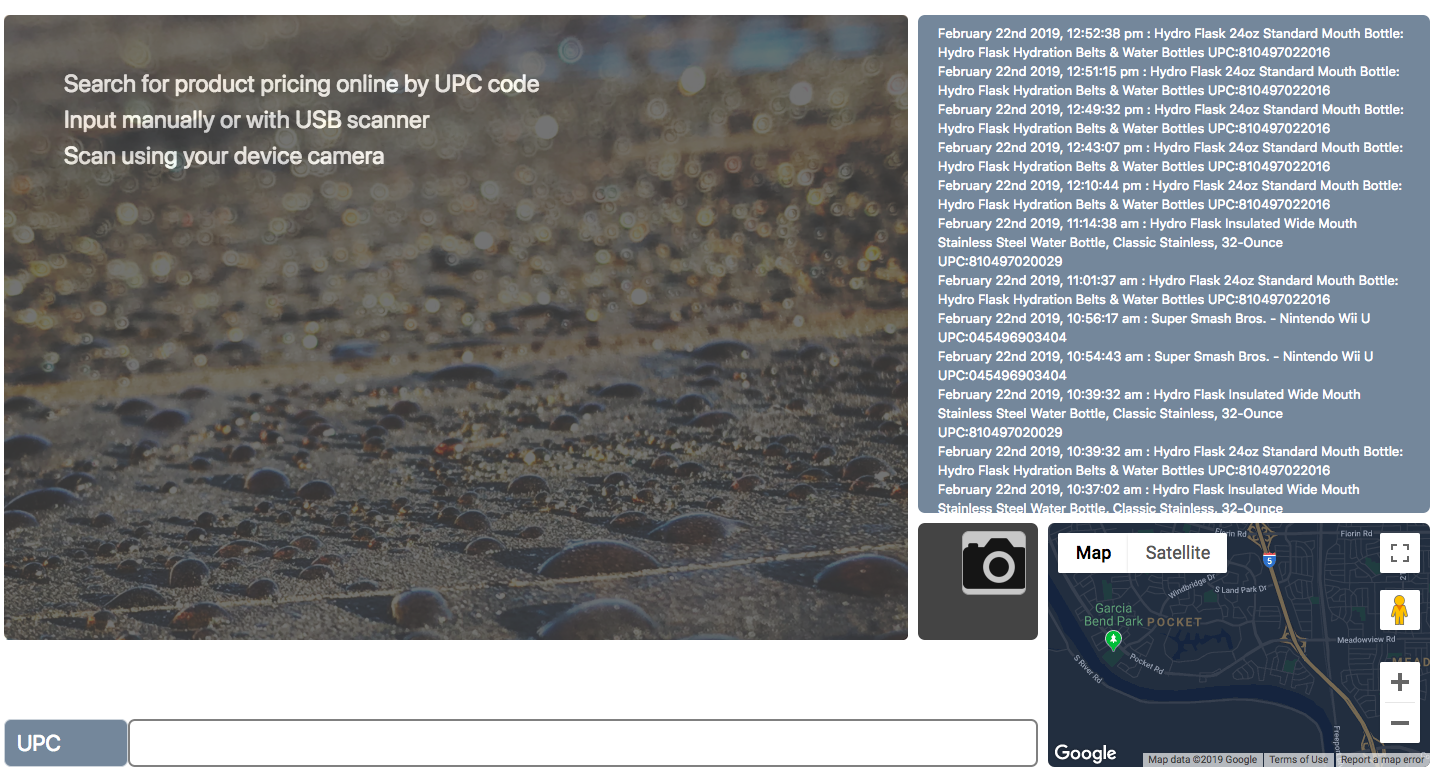 Search for product pricing online by UPC code
Input manually or with USB scanner
Scan using your device camera
February 22nd 2019, 12:52:38 pm : Hydro Flask 24oz Standard Mouth Bottle:
Hydro Flask Hydration Belts & Water Bottles UPC:810497022016
February 22nd 2019, 12:51:15 pm : Hydro Flask 24oz Standard Mouth Bottle:
Hydro Flask Hydration Belts & Water Bottles UPC:810497022016
February 22nd 2019, 12:49:32 pm : Hydro Flask 24oz Standard Mouth Bottle:
Hydro Flask Hydration Belts & Water Bottles UPC:810497022016
February 22nd 2019, 12:43:07 pm : Hydro Flask 24oz Standard Mouth Bottle:
Hydro Flask Hydration Belts & Water Bottles UPC:810497022016
February 22nd 2019, 12:10:44 pm : Hydro Flask 24oz Standard Mouth Bottle:
Hydro Flask Hydration Belts & Water Bottles UPC:810497022016
February 22nd 2019, 11:14:38 am : Hydro Flask Insulated Wide Mouth
Stainless Steel Water Bottle, Classic Stainless, 32-Ounce
UPC:810497020029
February 22nd 2019, 11:01:37 am : Hydro Flask 24oz Standard Mouth Bottle:
Hydro Flask Hydration Belts & Water Bottles UPC:810497022016
February 22nd 2019, 10:56:17 am : Super Smash Bros. - Nintendo Wii U
UPC:045496903404
February 22nd 2019, 10:54:43 am : Super Smash Bros. - Nintendo Wii U
UPC:045496903404
February 22nd 2019, 10:39:32 am : Hydro Flask Insulated Wide Mouth
Stainless Steel Water Bottle, Classic Stainless, 32-Ounce
UPC:810497020029
February 22nd 2019, 10:39:32 am : Hydro Flask 24oz Standard Mouth Bottle:
Hydro Flask Hydration Belts & Water Bottles UPC:810497022016
February 22nd 2019, 10:37:02 am : Hydro Flask Insulated Wide Mouth
Stainless Steel Water Bottle, Classic Stainless, 32-Ounce
Map
Satellite
Florin Rd
Florin Rd
5
Windbridge Dr
S Land Park Dr
Garcia
Bend Park
POCKET
Meadowview Rd
MEAD
Pocket Rd
S River Rd
Freepor
Google
Map data ©2019 Google
Terms of Use
Report a map error
UPC